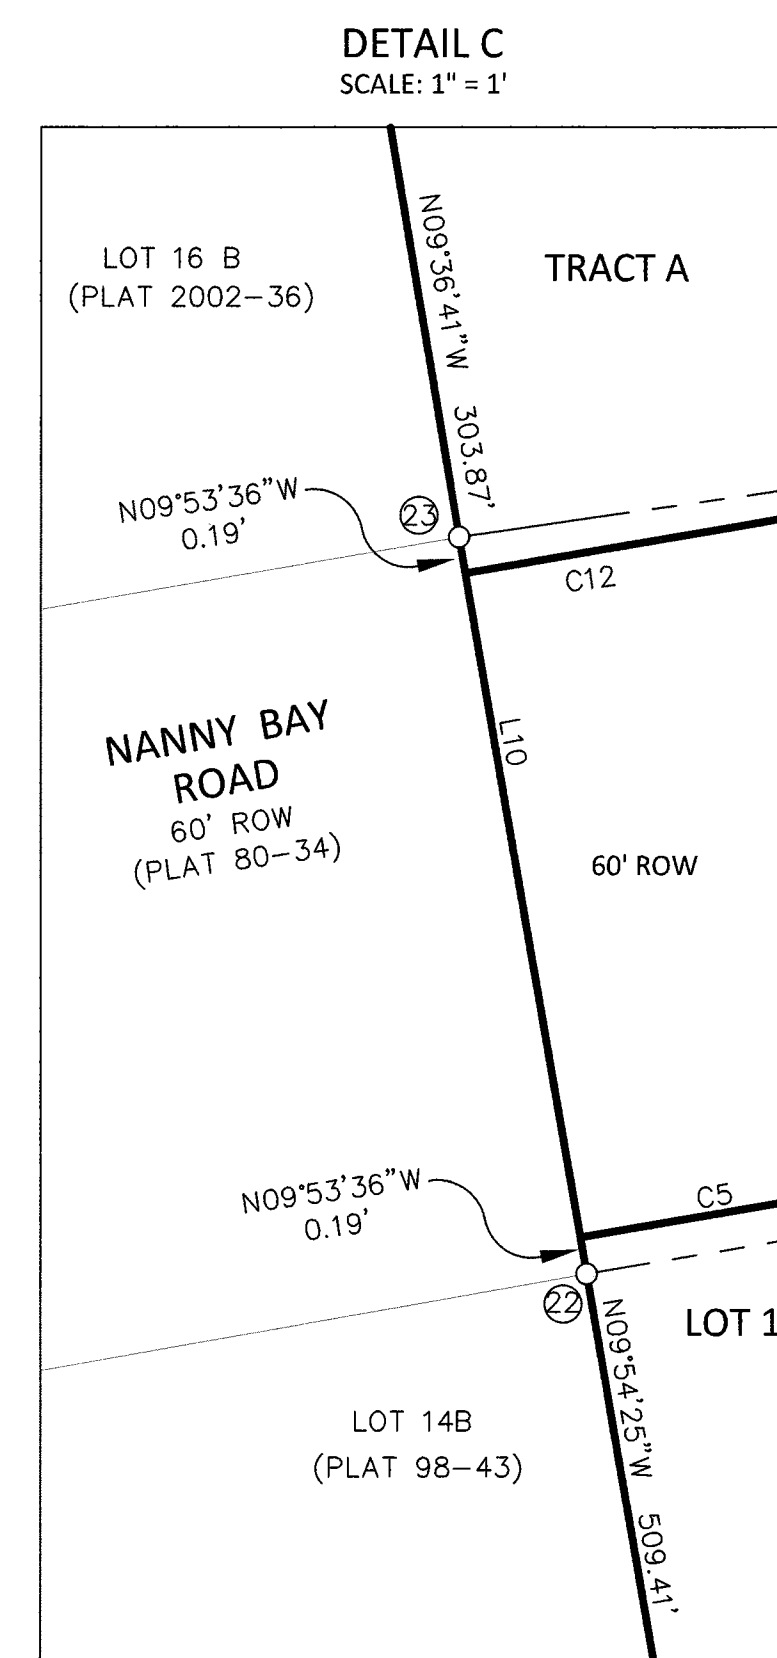 DETAIL C
SCALE: 1" = 1'
N09°36'41"W 303.87'
LOT 16 B
(PLAT 2002-36)
TRACT A
N09°53'36"W
0.19'
23
C12
L10
NANNY BAY
ROAD
60' ROW
(PLAT 80-34)
60' ROW
N09°53'36"W
0.19'
C5
22
LOT 1
N09°54'25"W 509.41'
LOT 14B
(PLAT 98-43)